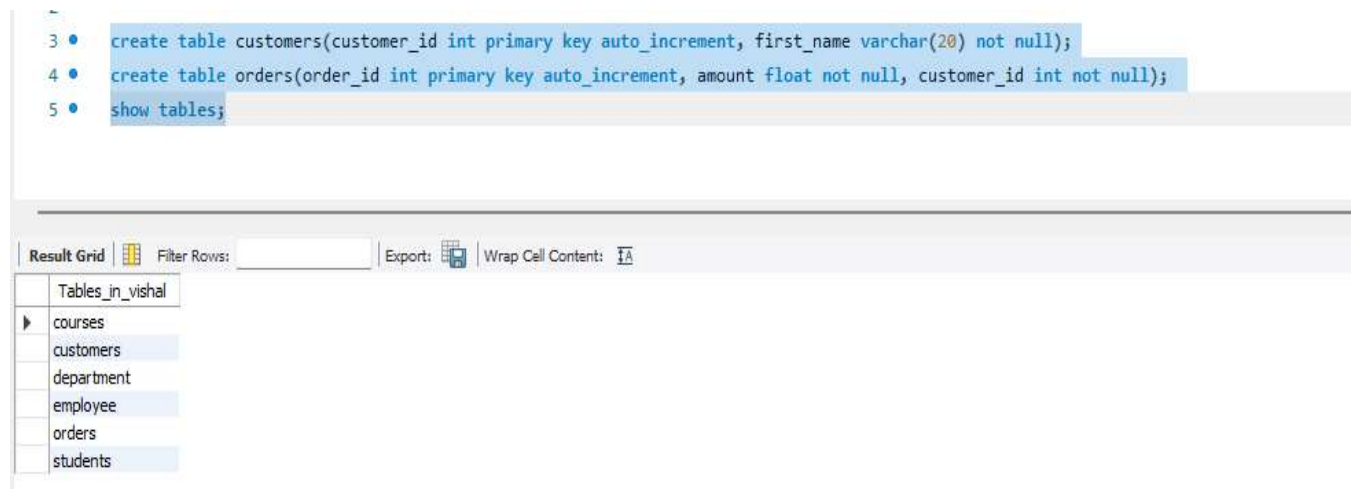 3 create table customers(customer_id int primary key auto_increment, first_name varchar(20) not null);
4 create table orders(order_id int primary key auto_increment, amount float not null, customer_id int not null);
5 show tables;
Result Grid Filter Rows: Export: Wrap Cell Content: IA
Tables_in_vishal
courses
customers
department
employee
orders
students